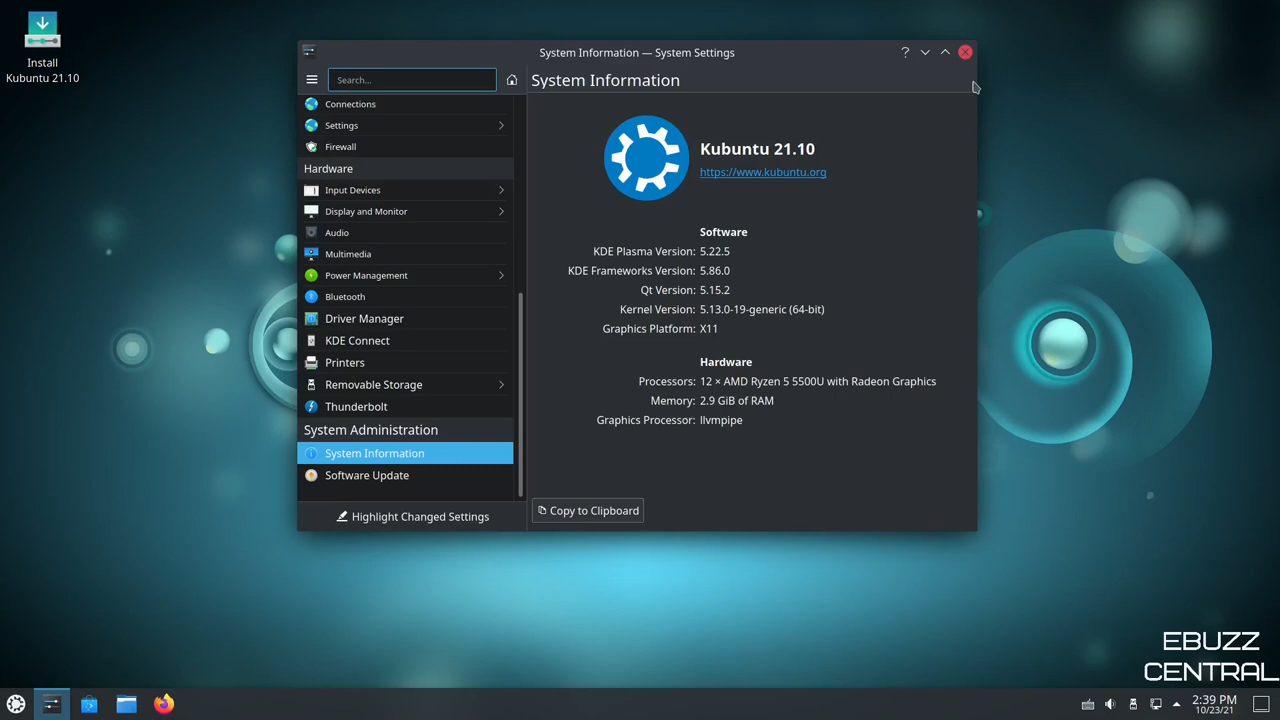 Install
Kubuntu 21.10
System Information — System Settings
Search...
System Information
Connections
Settings
Firewall
Hardware
Input Devices
Display and Monitor
Audio
Multimedia
Power Management
Bluetooth
Driver Manager
KDE Connect
Printers
Removable Storage
Thunderbolt
System Administration
System Information
Software Update
Highlight Changed Settings
Kubuntu 21.10
https://www.kubuntu.org
Software
KDE Plasma Version: 5.22.5
KDE Frameworks Version: 5.86.0
Qt Version: 5.15.2
Kernel Version: 5.13.0-19-generic (64-bit)
Graphics Platform: X11
Hardware
Processors: 12 × AMD Ryzen 5 5500U with Radeon Graphics
Memory: 2.9 GiB of RAM
Graphics Processor: llvmpipe
Copy to Clipboard
EBUZZ
CENTRAL
2:39 PM
10/23/21